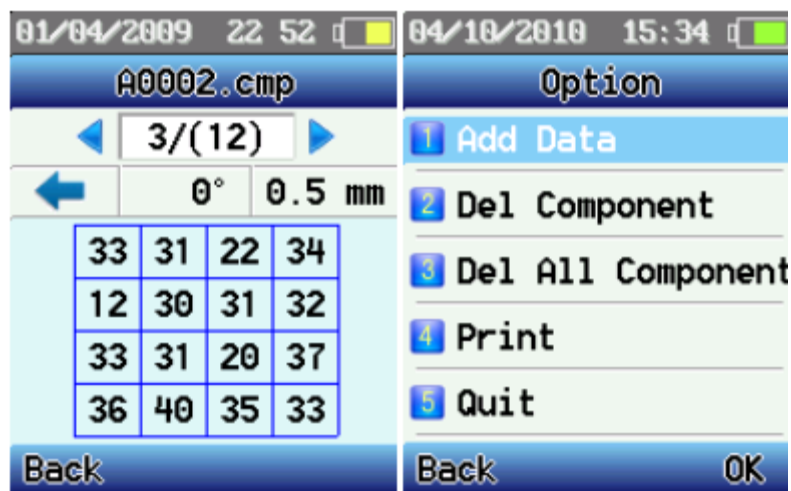 01/04/2009 22 52
A0002.cmp
3/(12)
0° 0.5 mm
33 31 22 34
12 30 31 32
33 31 20 37
36 40 35 33
Back
04/10/2010 15:34
Option
1 Add Data
2 Del Component
3 Del All Component
4 Print
5 Quit
Back OK